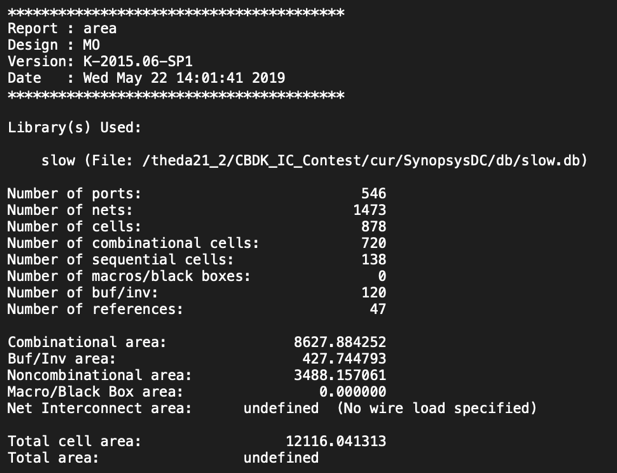 ****************************************
Report : area
Design : MO
Version: K-2015.06-SP1
Date   : Wed May 22 14:01:41 2019
****************************************
Library(s) Used:
    slow (File: /theda21_2/CBDK_IC_Contest/cur/SynopsysDC/db/slow.db)
Number of ports:                          546
Number of nets:                          1473
Number of cells:                          878
Number of combinational cells:            720
Number of sequential cells:               138
Number of macros/black boxes:               0
Number of buf/inv:                        120
Number of references:                      47
Combinational area:               8627.884252
Buf/Inv area:                      427.744793
Noncombinational area:            3488.157061
Macro/Black Box area:                0.000000
Net Interconnect area:      undefined  (No wire load specified)
Total cell area:                 12116.041313
Total area:                 undefined